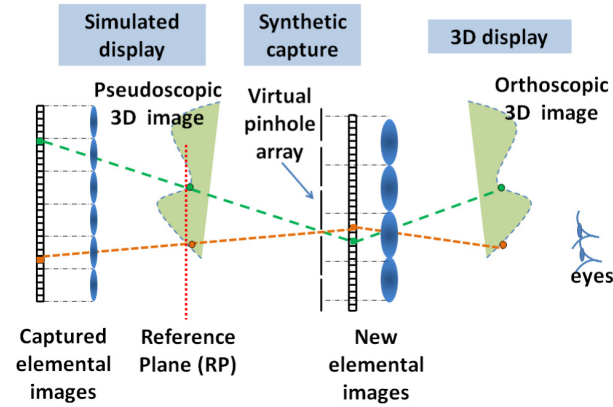 Simulated
display
Synthetic
capture
3D display
Pseudoscopic
3D image
Virtual
pinhole
array
Orthoscopic
3D image
eyes
Captured
elemental
images
Reference
Plane (RP)
New
elemental
images